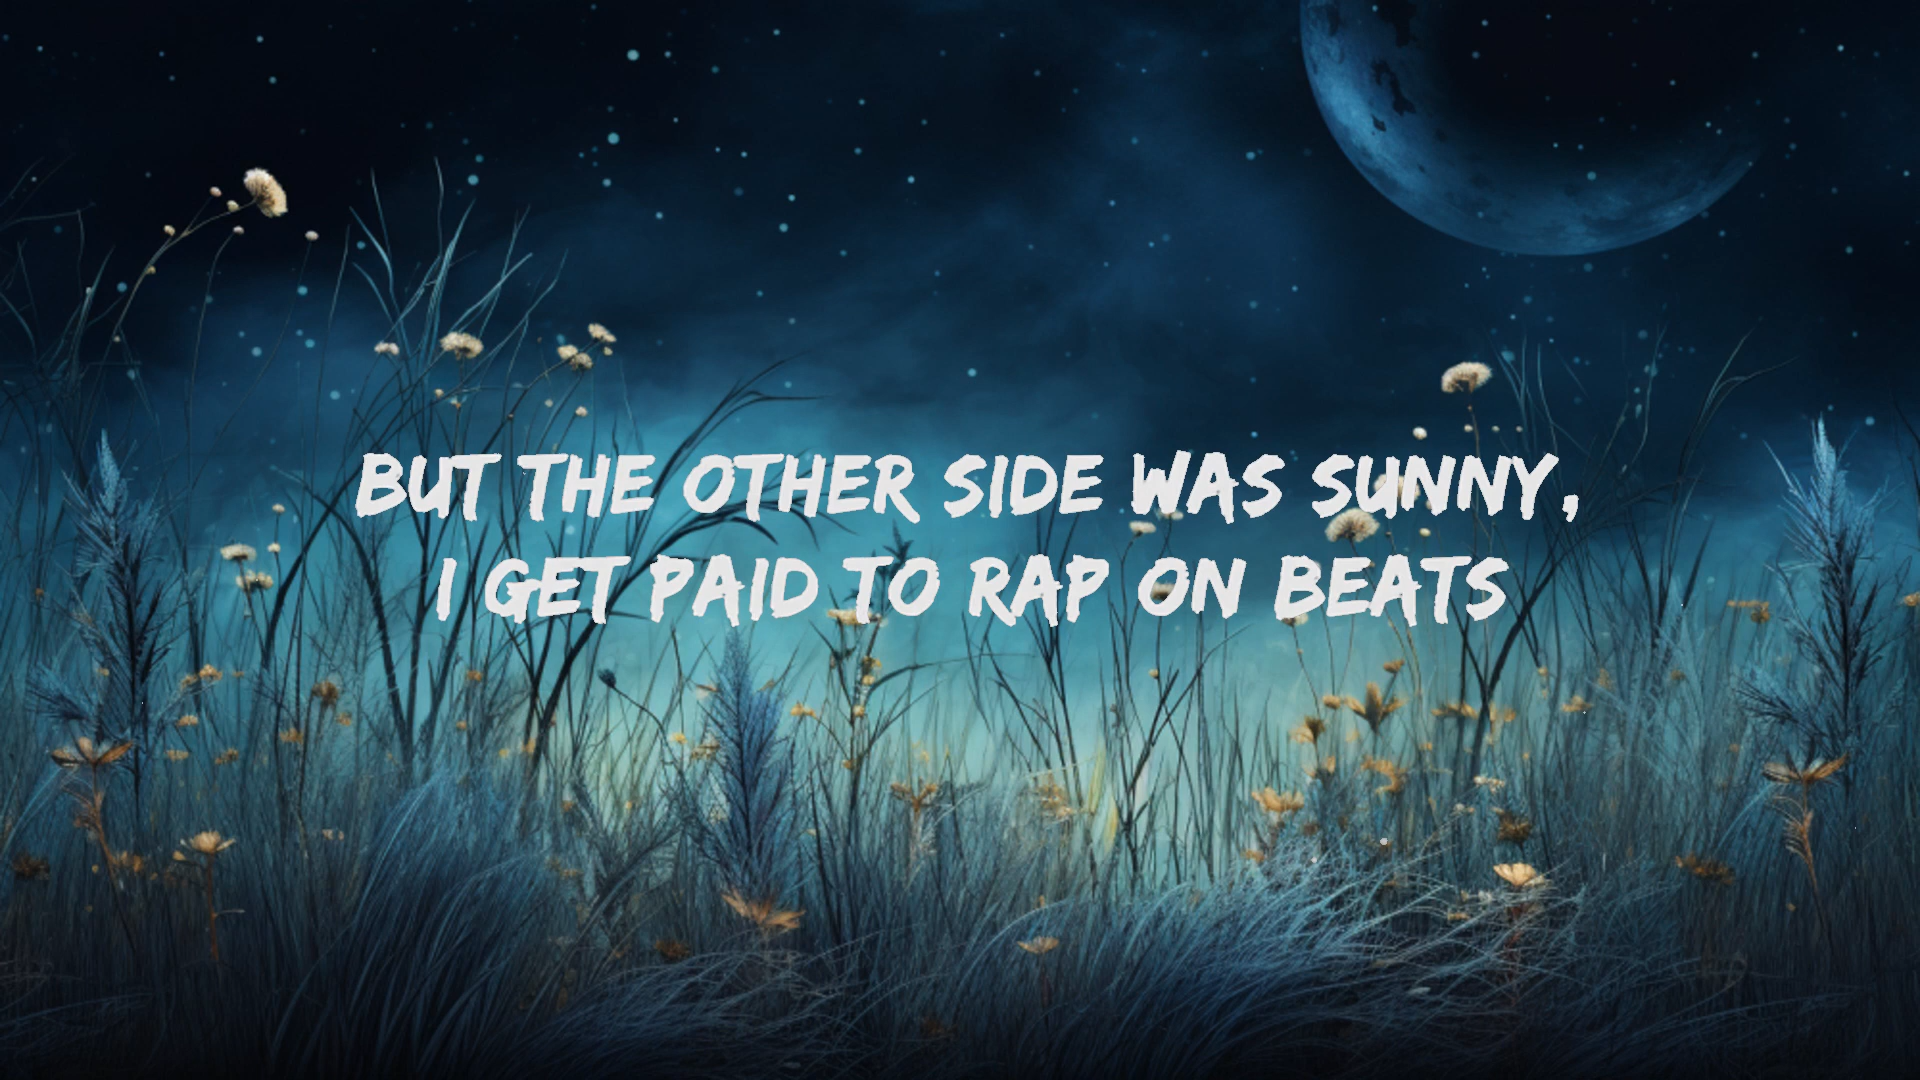 BUT THE OTHER SIDE WAS SUNNY,
I GET PAID TO RAP ON BEATS